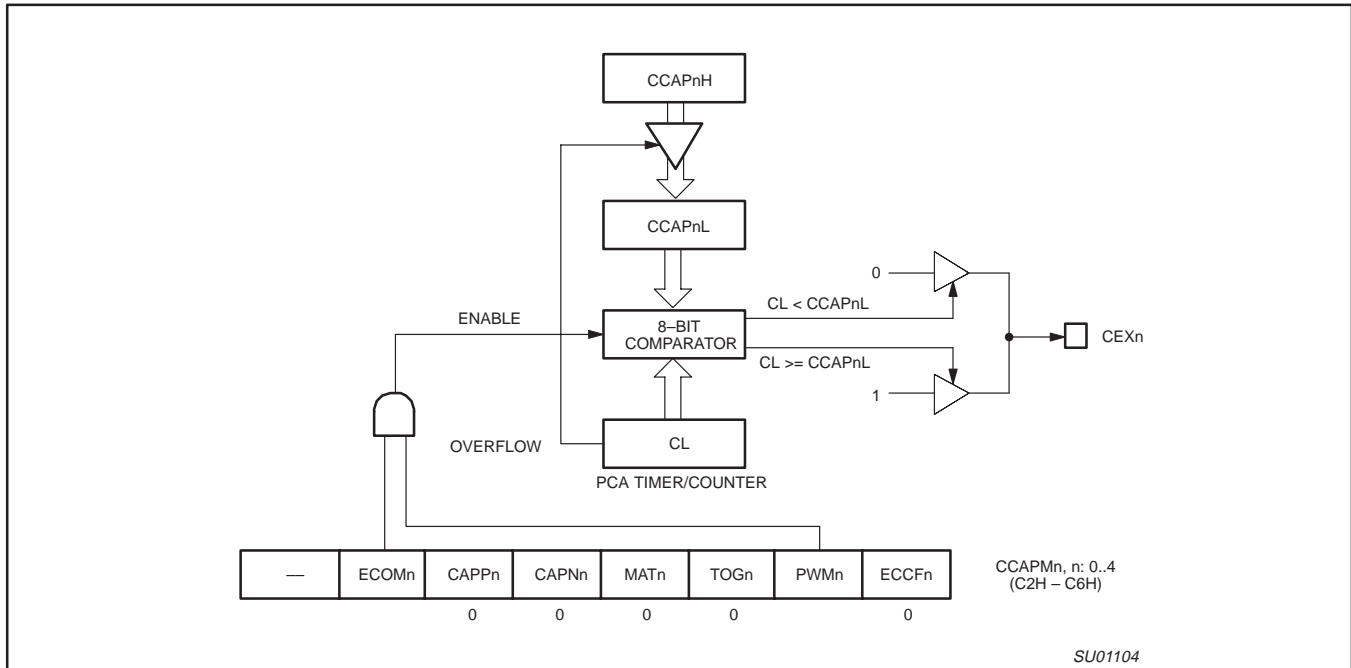 CCAPnH
CCAPnL
0
CL < CCAPnL
ENABLE
8–BIT
COMPARATOR
CEXn
CL >= CCAPnL
1
OVERFLOW
CL
PCA TIMER/COUNTER
— ECOMn CAPPn CAPNn MATn TOGn PWMn ECCFn
CCAPMn, n: 0..4
(C2H – C6H)
0 0 0 0 0
SU01104